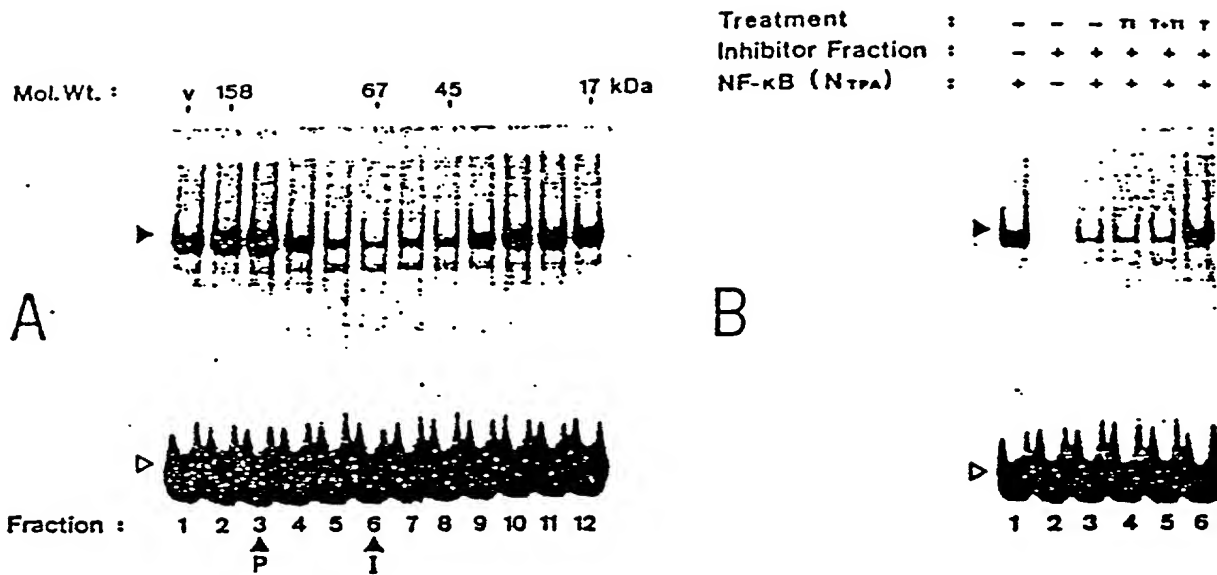 Mol.Wt. : v 158 67 45 17 kDa
A
Fraction : 1 2 3 4 5 6 7 8 9 10 11 12
P I
Treatment : - - - TI T+TI T
Inhibitor Fraction : - + + + + +
NF-κB (NTPA) : + - + + + +
B
1 2 3 4 5 6